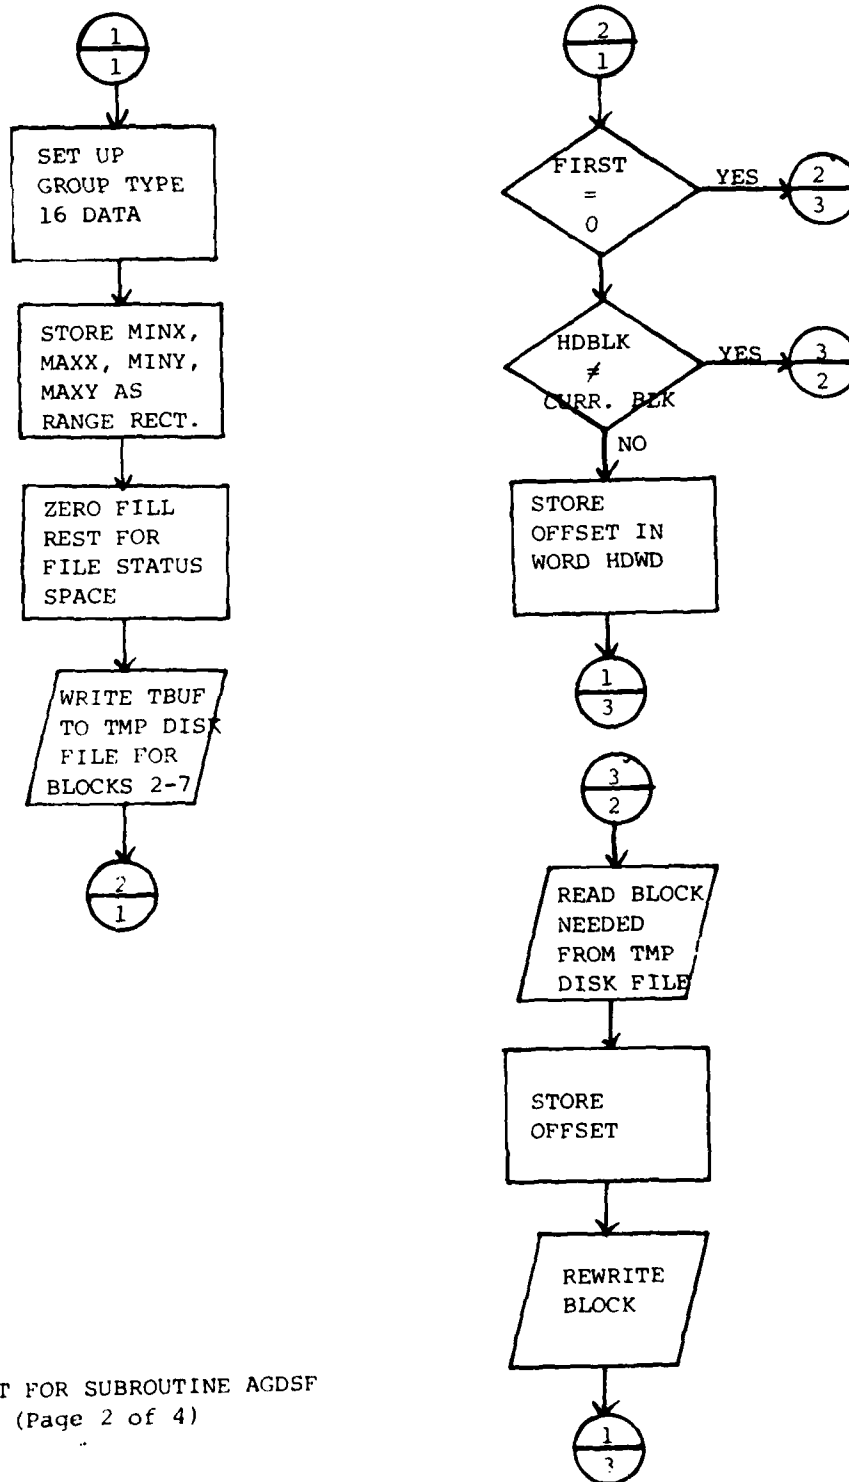 1
1
SET UP
GROUP TYPE
16 DATA
STORE MINX,
MAXX, MINY,
MAXY AS
RANGE RECT.
ZERO FILL
REST FOR
FILE STATUS
SPACE
WRITE TBUF
TO TMP DISK
FILE FOR
BLOCKS 2-7
2
1
2
1
FIRST
=
0
YES
2
3
HDBLK
≠
CURR. BLK
YES
3
2
NO
STORE
OFFSET IN
WORD HDWD
1
3
3
2
READ BLOCK
NEEDED
FROM TMP
DISK FILE
STORE
OFFSET
REWRITE
BLOCK
1
3
T FOR SUBROUTINE AGDSF
(Page 2 of 4)